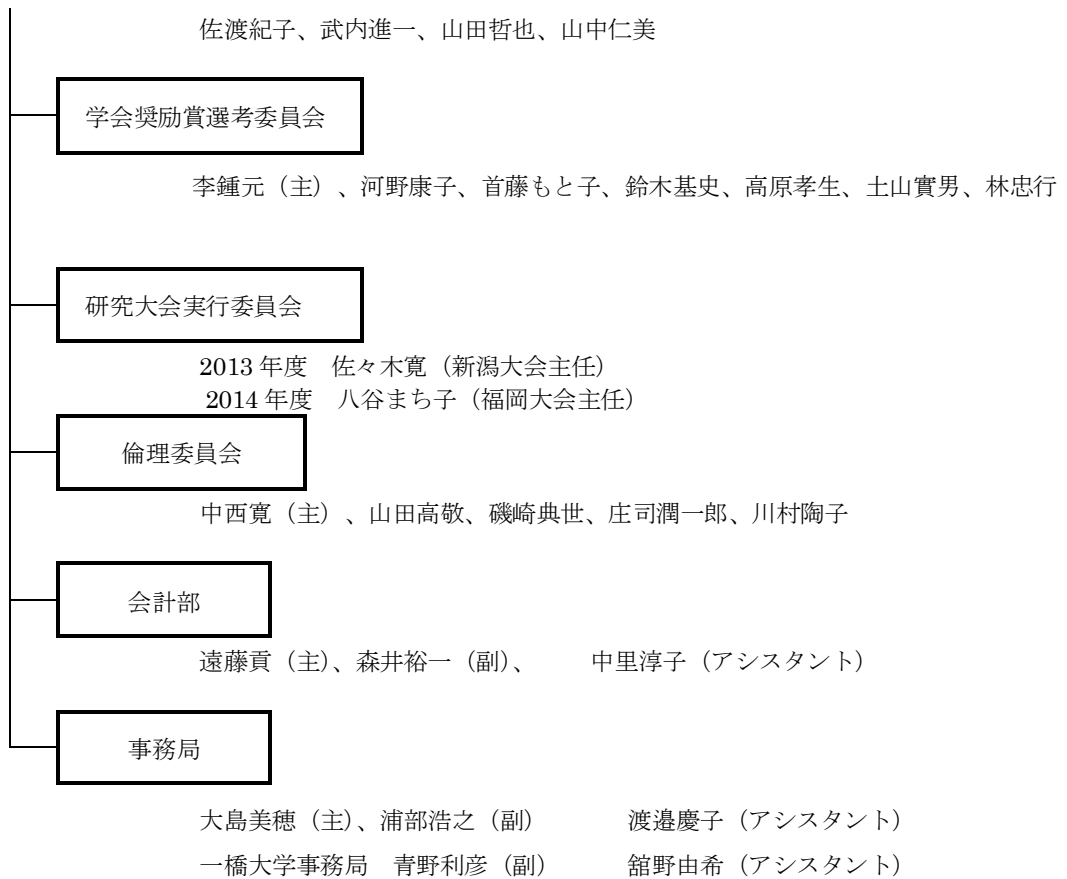 佐渡紀子、武内進一、山田哲也、山中仁美
学会奨励賞選考委員会
李鍾元（主）、河野康子、首藤もと子、鈴木基史、高原孝生、土山實男、林忠行
研究大会実行委員会
2013 年度　佐々木寛（新潟大会主任）
2014 年度　八谷まち子（福岡大会主任）
倫理委員会
中西寛（主）、山田高敬、磯崎典世、庄司潤一郎、川村陶子
会計部
遠藤貢（主）、森井裕一（副）、　中里淳子（アシスタント）
事務局
大島美穂（主）、浦部浩之（副）　渡邉慶子（アシスタント）
一橋大学事務局　青野利彦（副）　舘野由希（アシスタント）